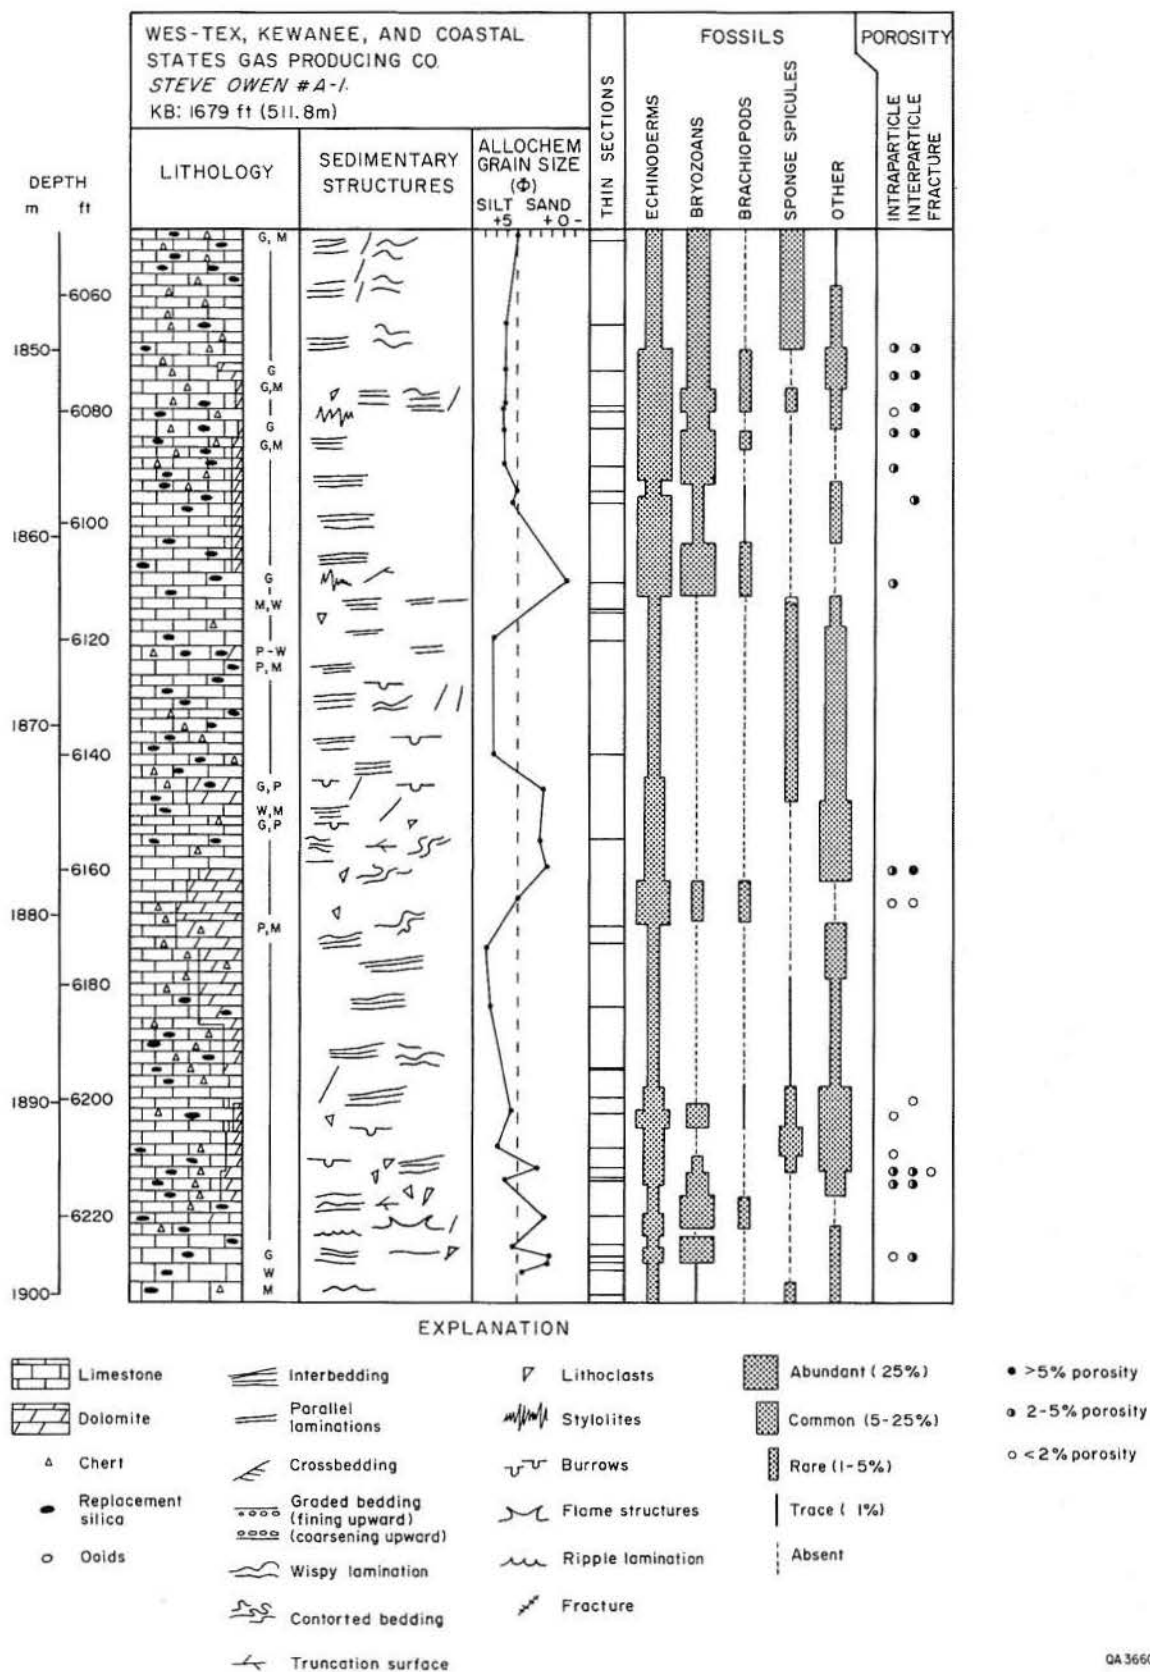 WES-TEX, KEWANEE, AND COASTAL
STATES GAS PRODUCING CO.
STEVE OWEN #A-1.
KB: 1679 ft (511.8m)
FOSSILS
POROSITY
DEPTH
m ft
LITHOLOGY
SEDIMENTARY
STRUCTURES
ALLOCHEM
GRAIN SIZE
(Φ)
SILT SAND
+5 +0-
THIN SECTIONS
ECHINODERMS
BRYOZOANS
BRACHIOPODS
SPONGE SPICULES
OTHER
INTRAPARTICLE
INTERPARTICLE
FRACTURE
G, M
6060
1850
G
G,M
6080
G
G,M
6100
1860
G
M,W
6120
P-W
P,M
1870
6140
G,P
W,M
G,P
6160
1880
P,M
6180
6200
1890
6220
G
W
1900
M
EXPLANATION
Limestone
Dolomite
Chert
Replacement
silica
Ooids
Interbedding
Parallel
laminations
Crossbedding
Graded bedding
(fining upward)
(coarsening upward)
Wispy lamination
Contorted bedding
Truncation surface
Lithoclasts
Stylolites
Burrows
Flame structures
Ripple lamination
Fracture
Abundant (25%)
Common (5-25%)
Rare (1-5%)
Trace ( 1%)
Absent
>5% porosity
2-5% porosity
<2% porosity
QA3660